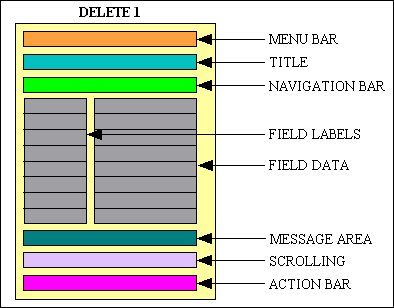 DELETE 1
MENU BAR
TITLE
NAVIGATION BAR
FIELD LABELS
FIELD DATA
MESSAGE AREA
SCROLLING
ACTION BAR